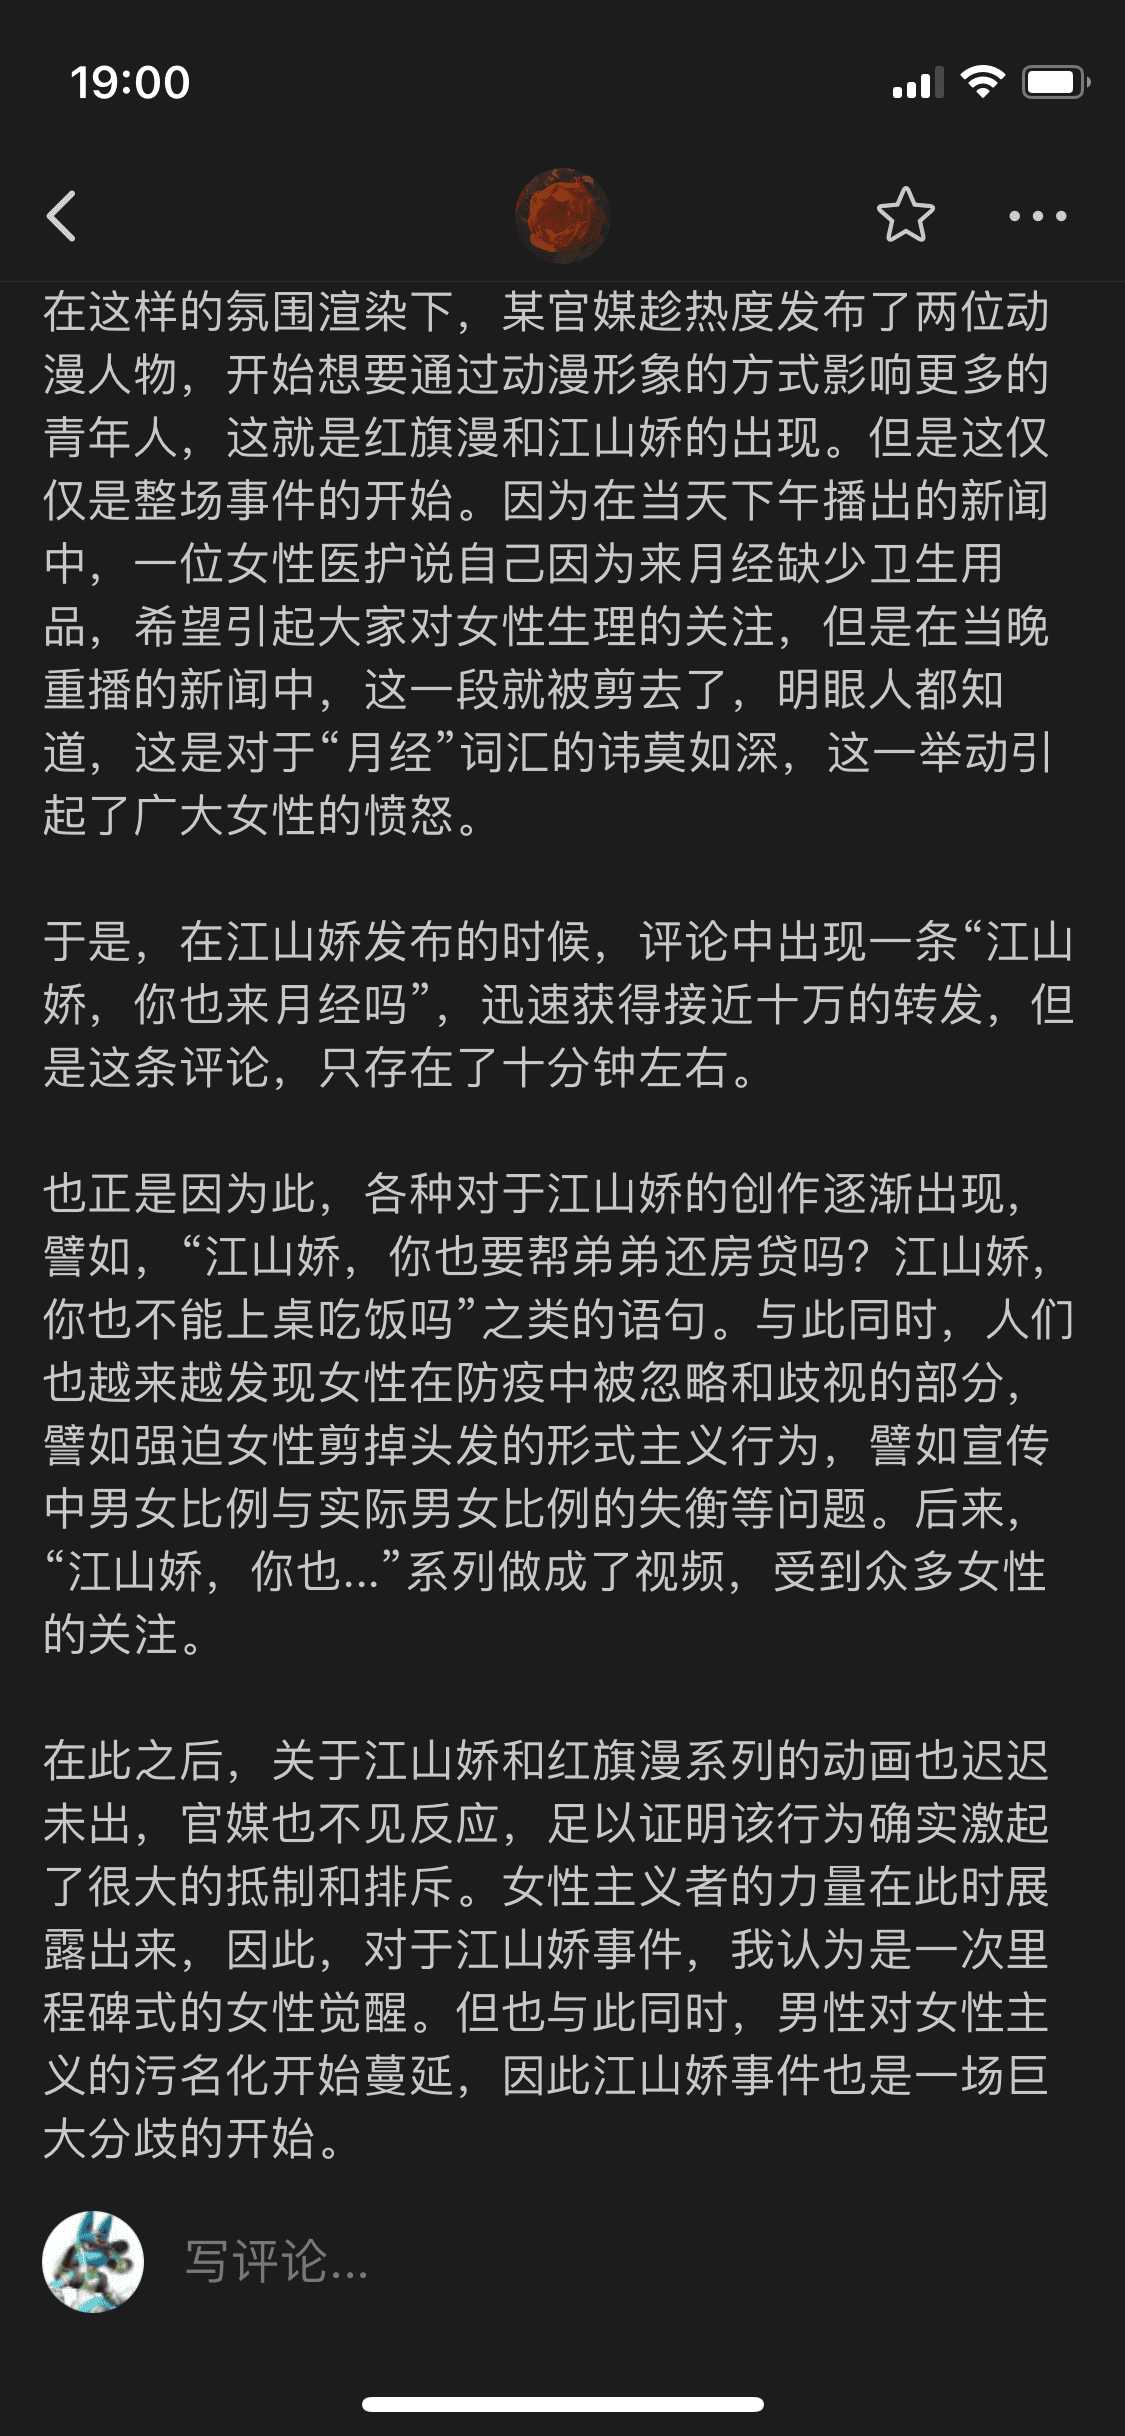 19:00
在这样的氛围渲染下，某官媒趁热度发布了两位动
漫人物，开始想要通过动漫形象的方式影响更多的
青年人，这就是红旗漫和江山娇的出现。但是这仅
仅是整场事件的开始。因为在当天下午播出的新闻
中，一位女性医护说自己因为来月经缺少卫生用
品，希望引起大家对女性生理的关注，但是在当晚
重播的新闻中，这一段就被剪去了，明眼人都知
道，这是对于“月经”词汇的讳莫如深，这一举动引
起了广大女性的愤怒。
于是，在江山娇发布的时候，评论中出现一条“江山
娇，你也来月经吗”，迅速获得接近十万的转发，但
是这条评论，只存在了十分钟左右。
也正是因为此，各种对于江山娇的创作逐渐出现，
譬如，“江山娇，你也要帮弟弟还房贷吗？江山娇，
你也不能上桌吃饭吗”之类的语句。与此同时，人们
也越来越发现女性在防疫中被忽略和歧视的部分，
譬如强迫女性剪掉头发的形式主义行为，譬如宣传
中男女比例与实际男女比例的失衡等问题。后来，
“江山娇，你也...”系列做成了视频，受到众多女性
的关注。
在此之后，关于江山娇和红旗漫系列的动画也迟迟
未出，官媒也不见反应，足以证明该行为确实激起
了很大的抵制和排斥。女性主义者的力量在此时展
露出来，因此，对于江山娇事件，我认为是一次里
程碑式的女性觉醒。但也与此同时，男性对女性主
义的污名化开始蔓延，因此江山娇事件也是一场巨
大分歧的开始。
写评论...